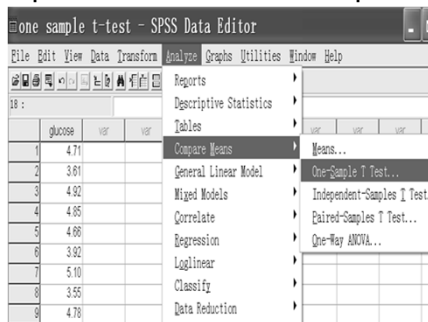 one sample t-test - SPSS Data Editor
File Edit View Data Transform Analyze Graphs Utilities Window Help
Reports
18 :
Descriptive Statistics
glucose var var Tables var var var
1 4.71 Compare Means Means...
2 3.61 General Linear Model One-Sample T Test...
3 4.92 Mixed Models Independent-Samples T Test
4 4.85 Correlate Paired-Samples T Test...
5 4.66 Regression One-Way ANOVA...
6 3.92 Loglinear
7 5.10 Classify
8 3.55 Data Reduction
9 4.78